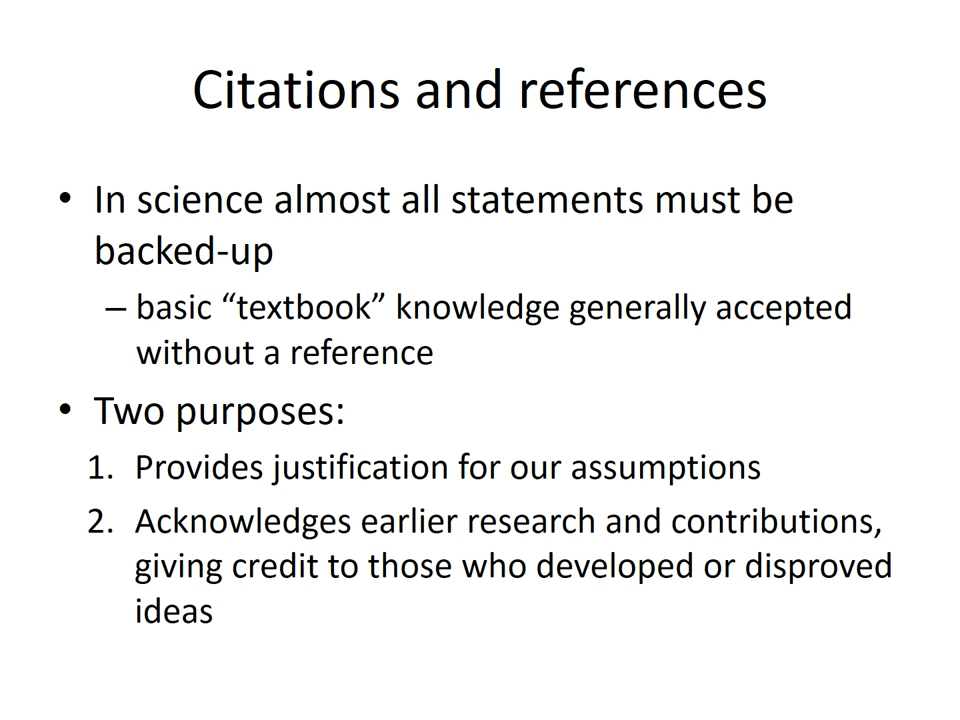 Citations and references
• In science almost all statements must be
backed-up
– basic “textbook” knowledge generally accepted
without a reference
• Two purposes:
1. Provides justification for our assumptions
2. Acknowledges earlier research and contributions,
giving credit to those who developed or disproved
ideas